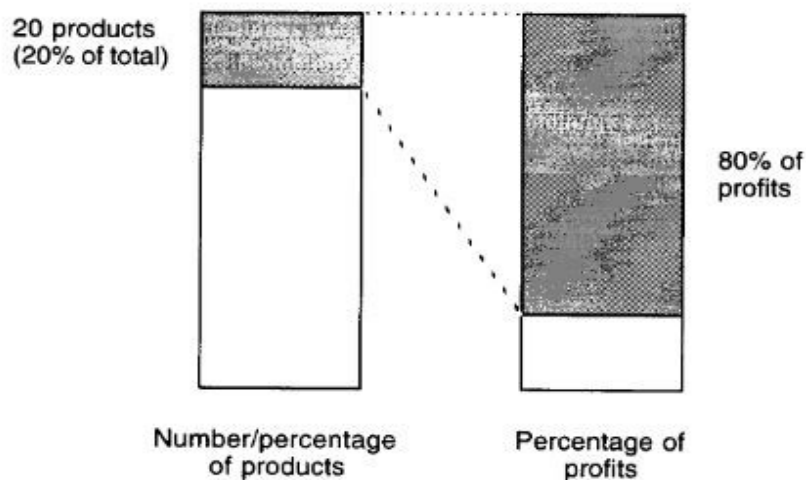 20 products
(20% of total)
80% of
profits
Number/percentage
of products
Percentage of
profits